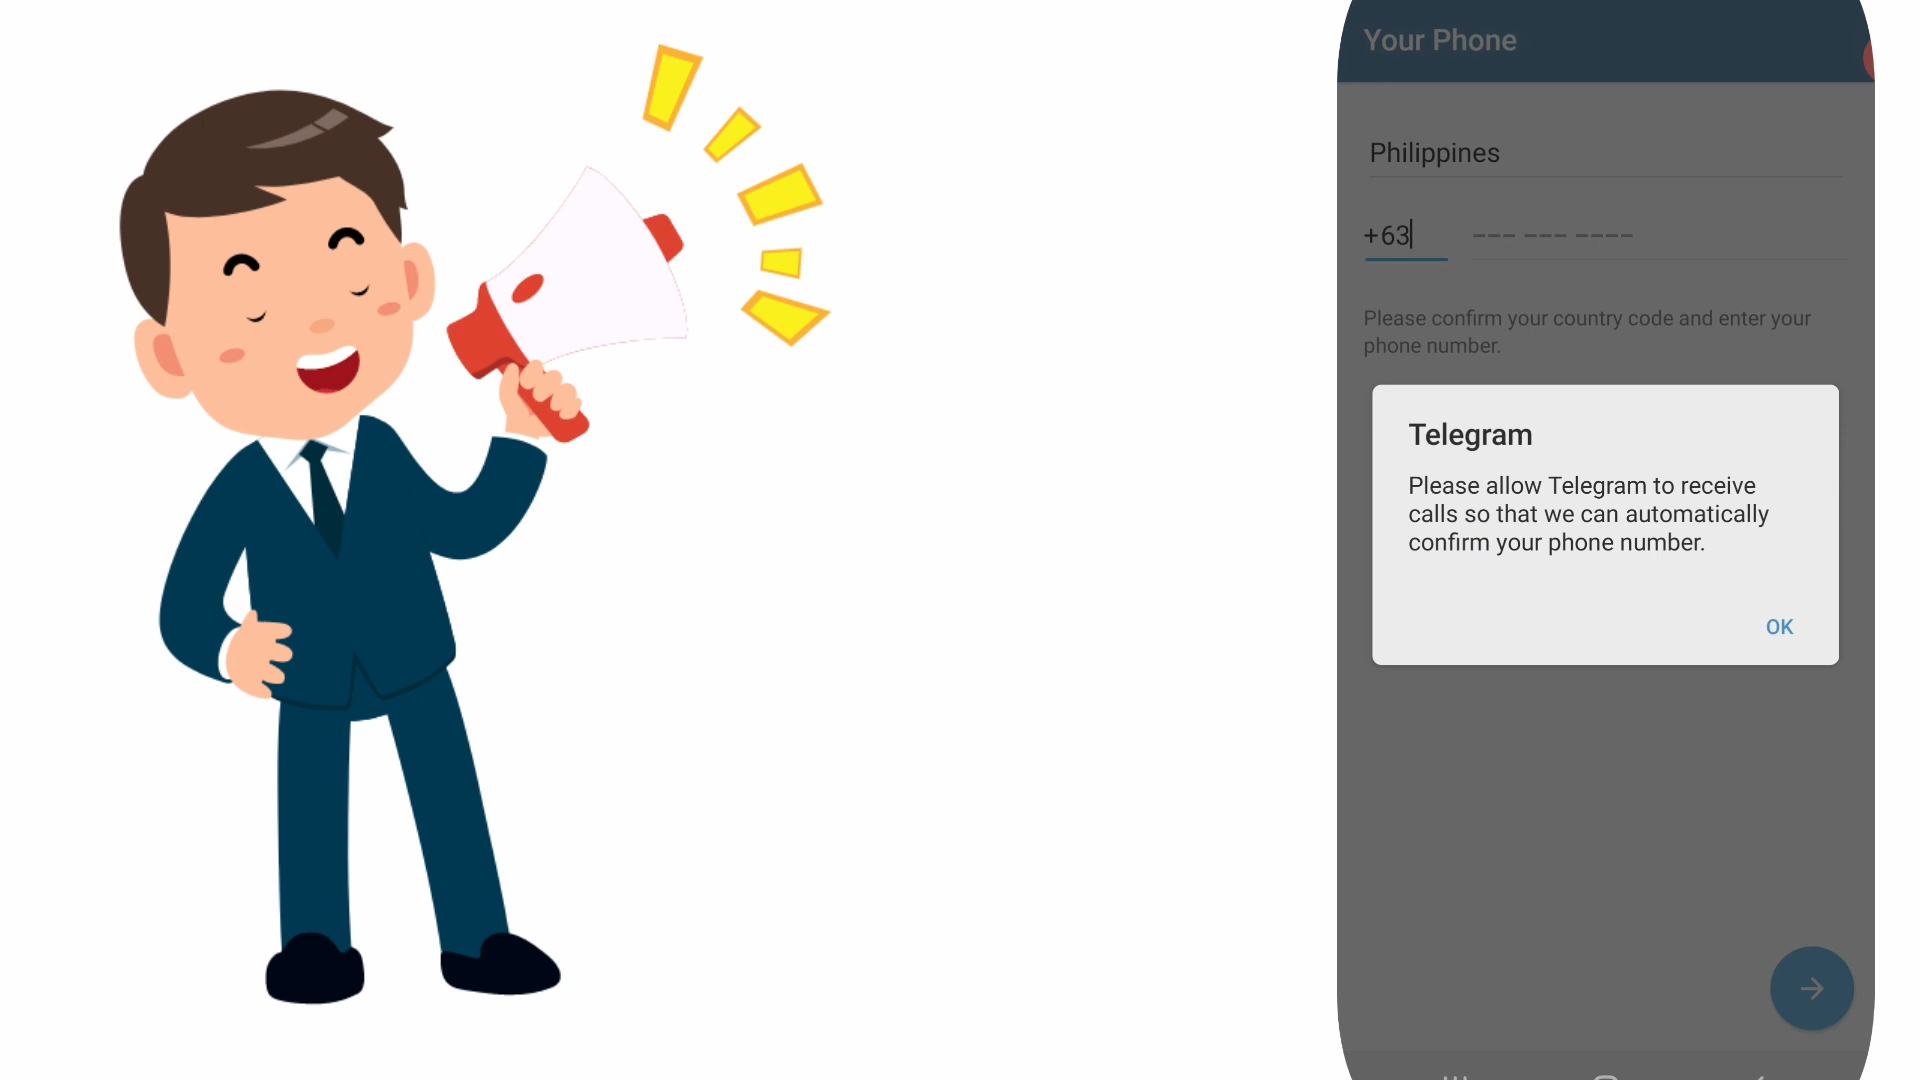 Your Phone
Philippines
+63
Please confirm your country code and enter your
phone number.
Telegram
Please allow Telegram to receive
calls so that we can automatically
confirm your phone number.
OK